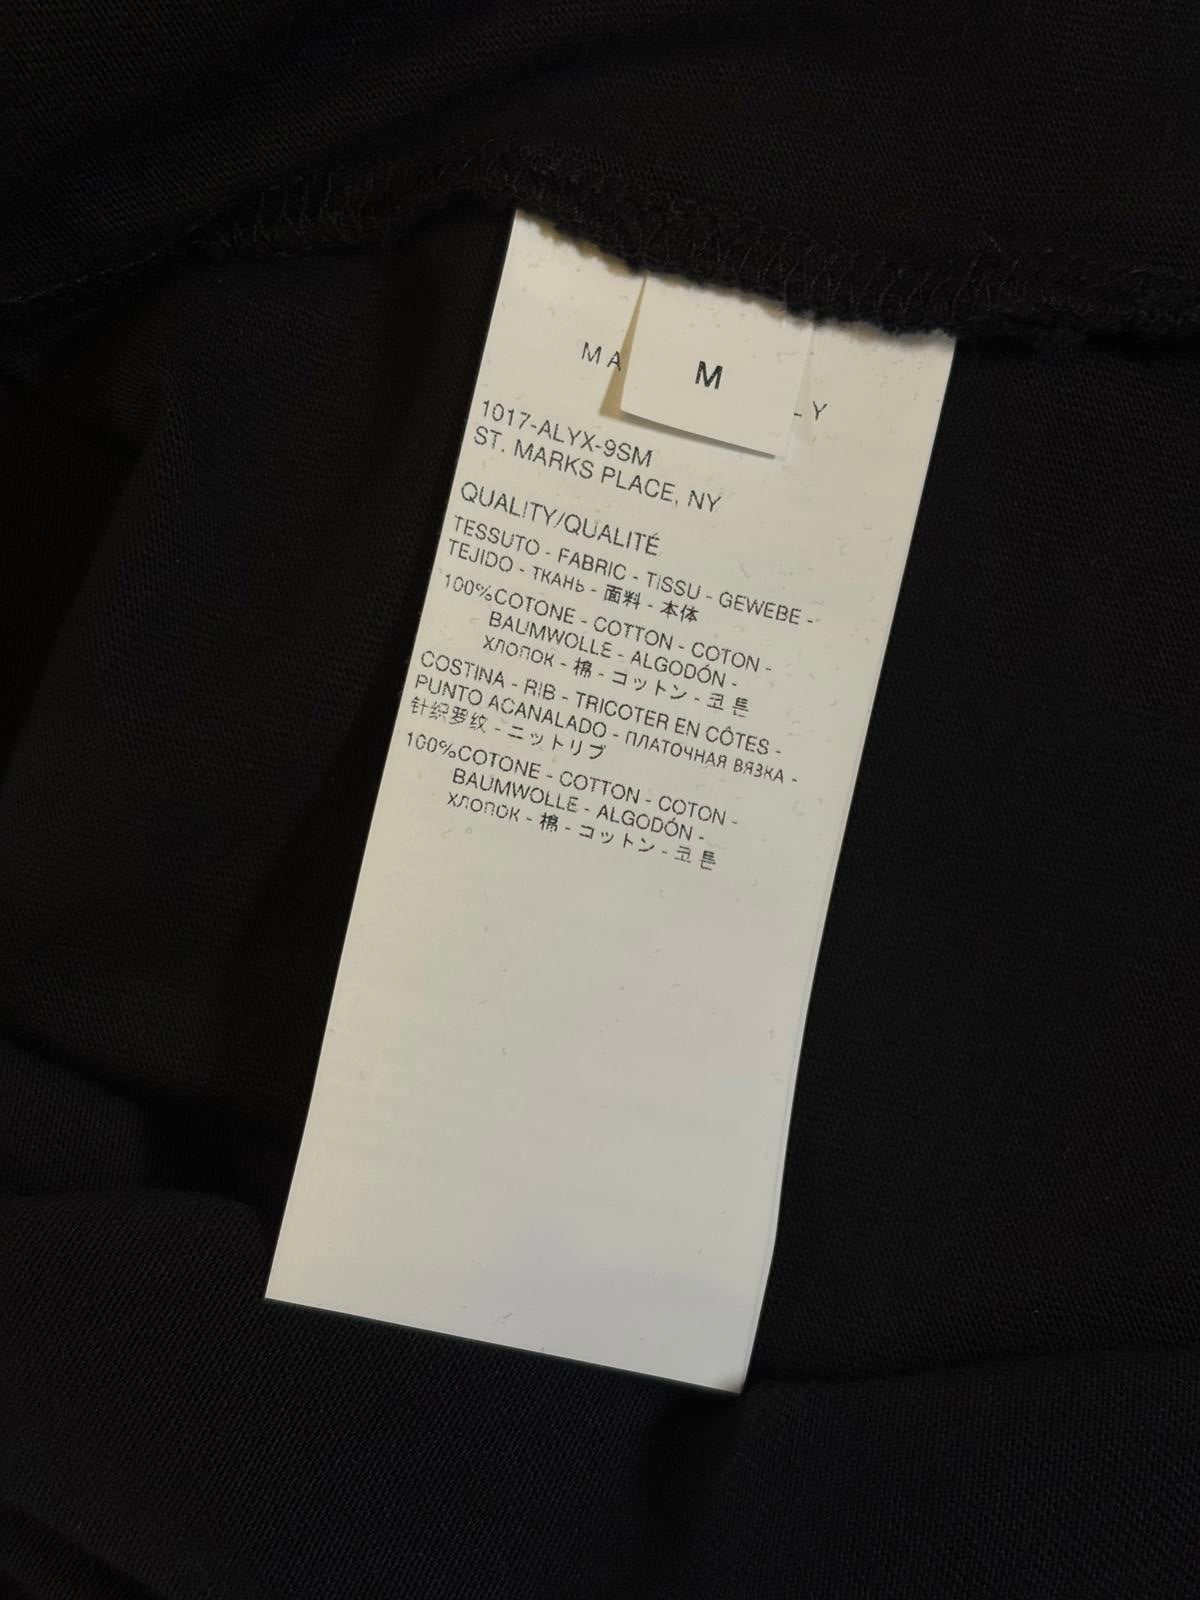 MA
M
LY
1017-ALYX-9SM
ST. MARKS PLACE, NY
QUALITY/QUALITÉ
TESSUTO - FABRIC - TISSU - GEWEBE -
TEJIDO - ТКАНЬ - 面料 - 本体
100%COTONE - COTTON - COTON -
BAUMWOLLE - ALGODÓN -
ХЛОПОК - 棉 - コットン - 코튼
COSTINA - RIB - TRICOTER EN CÔTES -
PUNTO ACANALADO - ПЛАТОЧНАЯ ВЯЗКА -
针织罗纹 - ニットリブ
100%COTONE - COTTON - COTON -
BAUMWOLLE - ALGODÓN -
ХЛОПОК - 棉 - コットン - 코튼